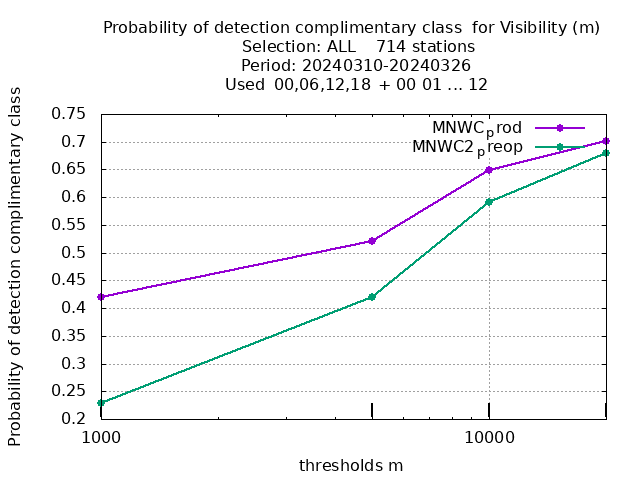 Probability of detection complimentary class  for Visibility (m)
Selection: ALL    714 stations
Period: 20240310-20240326
Used  00,06,12,18 + 00 01 ... 12
Probability of detection complimentary class
0.75
0.7
0.65
0.6
0.55
0.5
0.45
0.4
0.35
0.3
0.25
0.2
MNWCprod
MNWC2preop
1000
10000
thresholds m